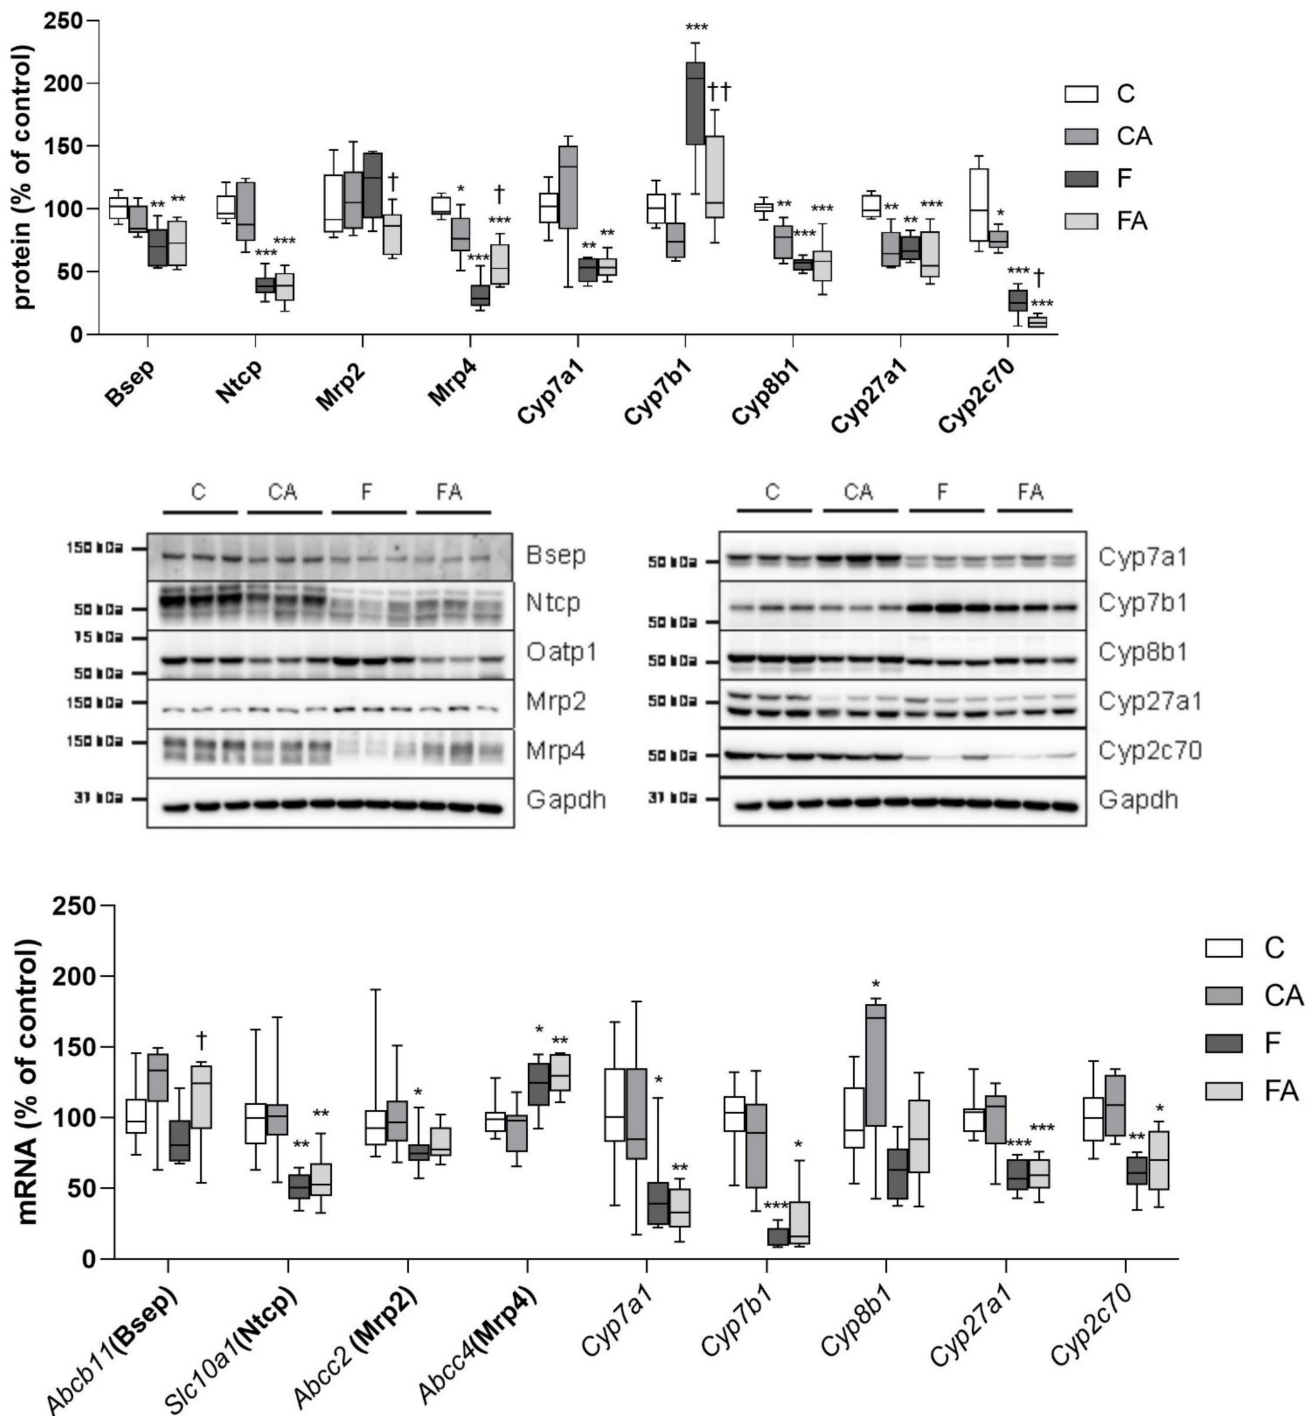 250
200
150
100
50
0
protein (% of control)
** **
*** ***
†
* *** *** †
** **
*** ††
** *** ***
** ** ***
* *** *** †
C
CA
F
FA
Bsep Ntcp Mrp2 Mrp4 Cyp7a1 Cyp7b1 Cyp8b1 Cyp27a1 Cyp2c70
C CA F FA
150 kDa Bsep
50 kDa Ntcp
75 kDa Oatp1
50 kDa
150 kDa Mrp2
150 kDa Mrp4
37 kDa Gapdh
C CA F FA
50 kDa Cyp7a1
50 kDa Cyp7b1
50 kDa Cyp8b1
50 kDa Cyp27a1
50 kDa Cyp2c70
37 kDa Gapdh
250
200
150
100
50
0
mRNA (% of control)
†
** **
*
* **
* **
*** *
*
*** ***
** *
C
CA
F
FA
Abcb11(Bsep) Slc10a1(Ntcp) Abcc2 (Mrp2) Abcc4(Mrp4) Cyp7a1 Cyp7b1 Cyp8b1 Cyp27a1 Cyp2c70